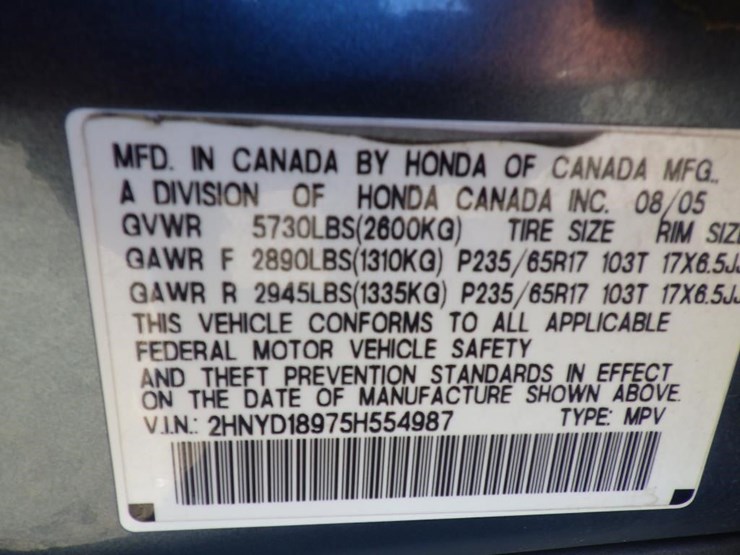 MFD. IN CANADA BY HONDA OF CANADA MFG.,
A DIVISION OF HONDA CANADA INC. 08/05
GVWR 5730LBS(2600KG) TIRE SIZE RIM SIZ
GAWR F 2890LBS(1310KG) P235/65R17 103T 17X6.5J
GAWR R 2945LBS(1335KG) P235/65R17 103T 17X6.5JJ
THIS VEHICLE CONFORMS TO ALL APPLICABLE
FEDERAL MOTOR VEHICLE SAFETY
AND THEFT PREVENTION STANDARDS IN EFFECT
ON THE DATE OF MANUFACTURE SHOWN ABOVE.
V.I.N.: 2HNYD18975H554987 TYPE: MPV